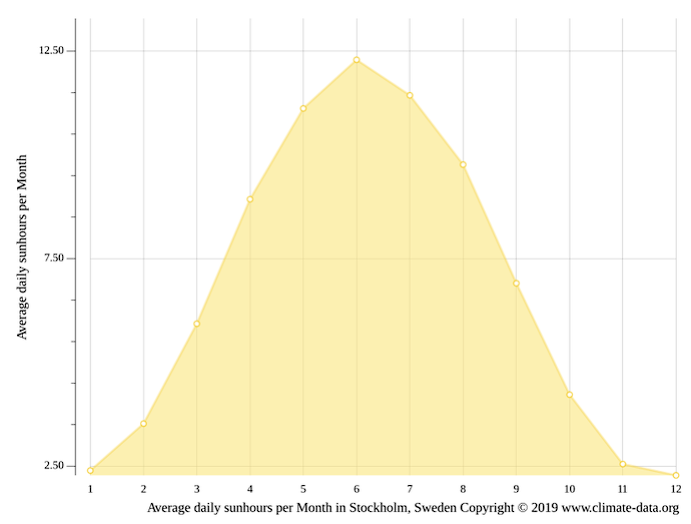 12.50
7.50
2.50
Average daily sunhours per Month
1 2 3 4 5 6 7 8 9 10 11 12
Average daily sunhours per Month in Stockholm, Sweden Copyright © 2019 www.climate-data.org